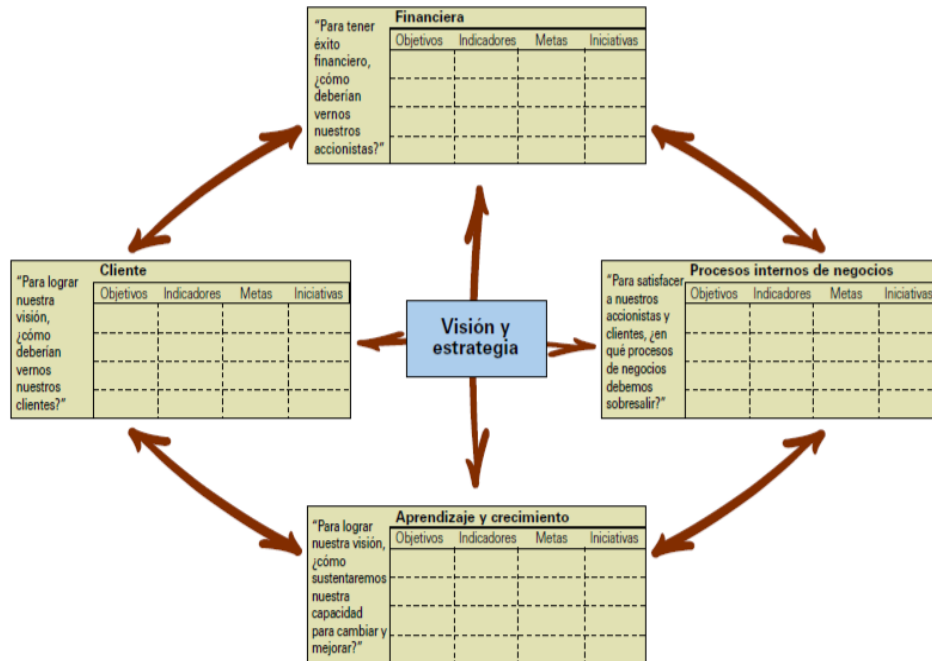 Financiera
“Para tener
éxito
financiero,
¿cómo
deberían
vernos
nuestros
accionistas?”
Objetivos Indicadores Metas Iniciativas
Cliente
“Para lograr
nuestra
visión,
¿cómo
deberían
vernos
nuestros
clientes?”
Objetivos Indicadores Metas Iniciativas
Visión y
estrategia
Procesos internos de negocios
“Para satisfacer
a nuestros
accionistas y
clientes, ¿en
qué procesos
de negocios
debemos
sobresalir?”
Objetivos Indicadores Metas Iniciativas
Aprendizaje y crecimiento
“Para lograr
nuestra visión,
¿cómo
sustentaremos
nuestra
capacidad
para cambiar y
mejorar?”
Objetivos Indicadores Metas Iniciativas